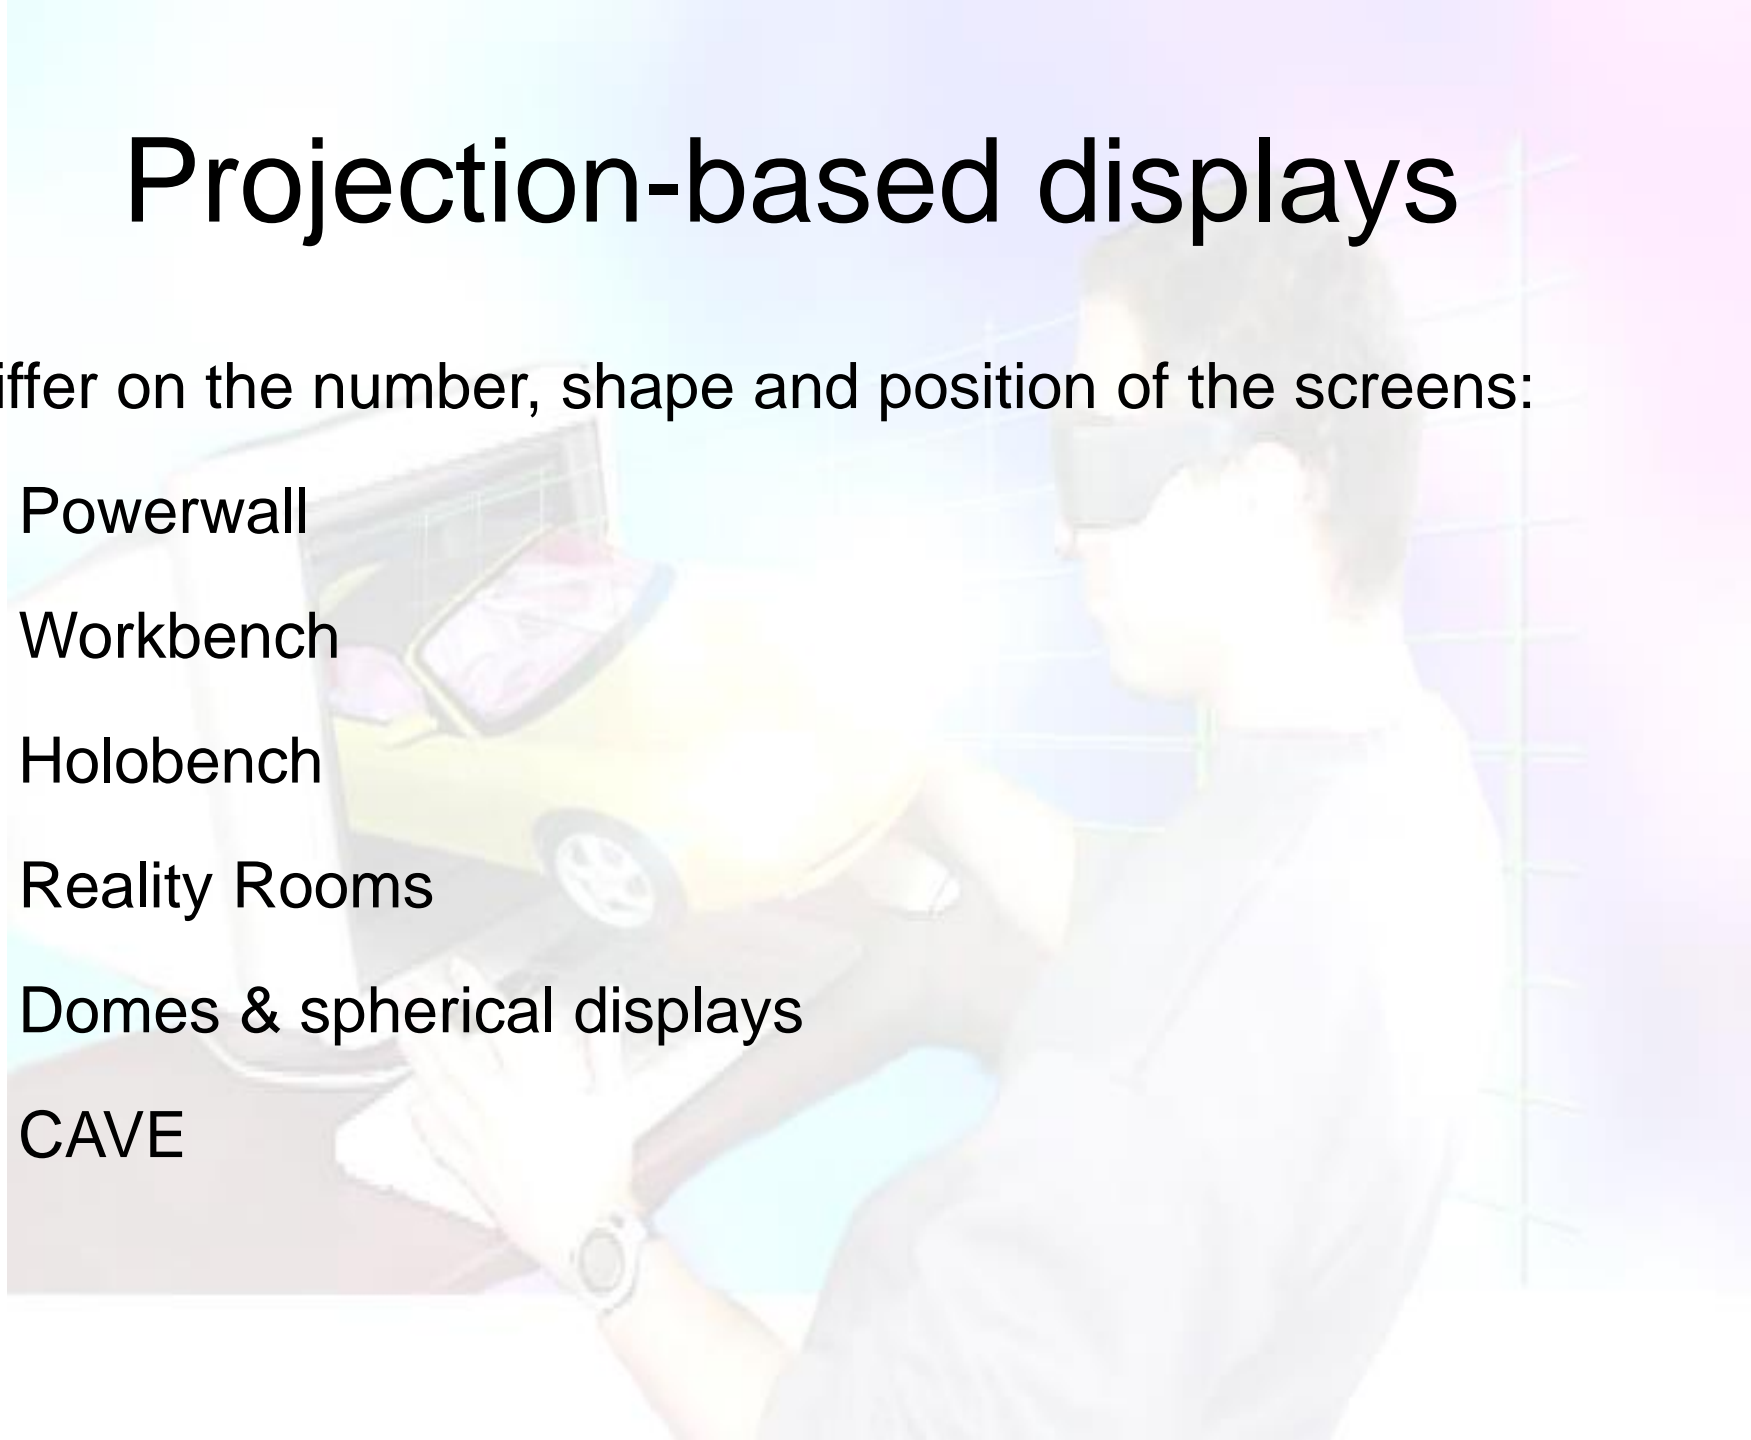 Projection-based displays
iffer on the number, shape and position of the screens:
Powerwall
Workbench
Holobench
Reality Rooms
Domes & spherical displays
CAVE